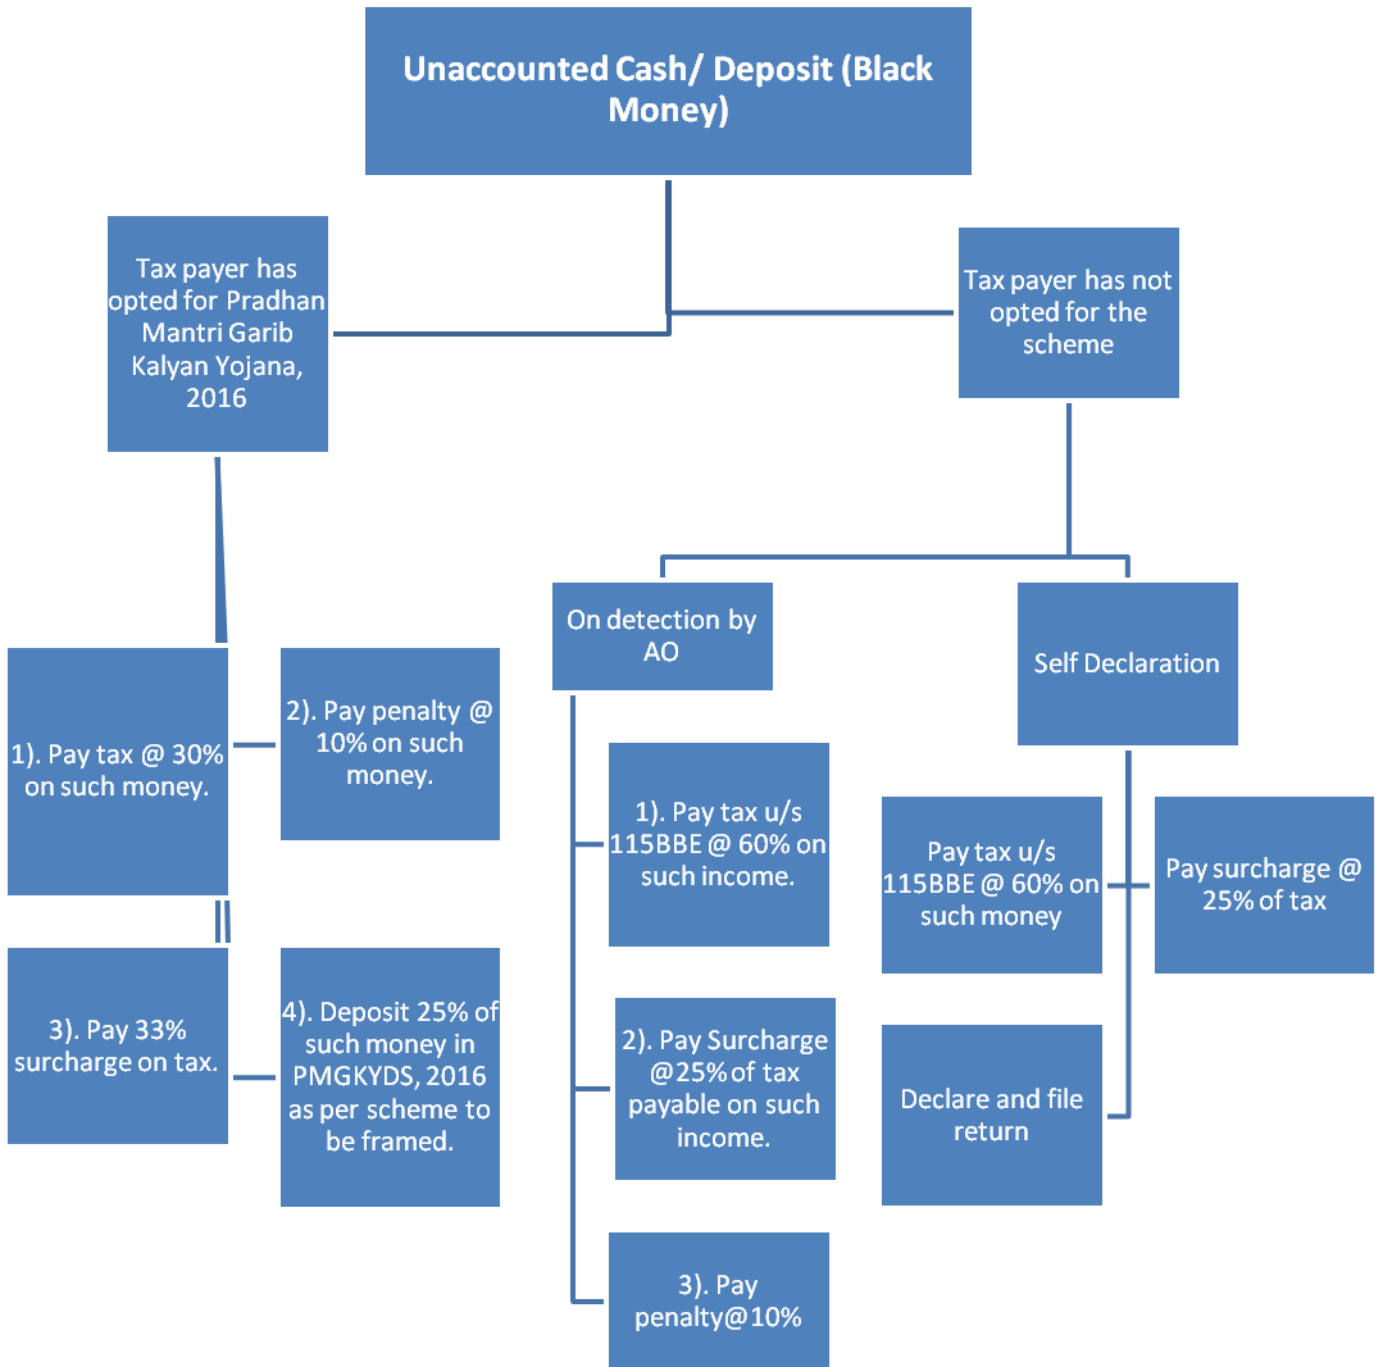 Unaccounted Cash/ Deposit (Black
Money)
Tax payer has
opted for Pradhan
Mantri Garib
Kalyan Yojana,
2016
Tax payer has not
opted for the
scheme
1). Pay tax @ 30%
on such money.
2). Pay penalty @
10% on such
money.
3). Pay 33%
surcharge on tax.
4). Deposit 25% of
such money in
PMGKYDS, 2016
as per scheme to
be framed.
On detection by
AO
1). Pay tax u/s
115BBE @ 60% on
such income.
2). Pay Surcharge
@25% of tax
payable on such
income.
3). Pay
penalty@10%
Self Declaration
Pay tax u/s
115BBE @ 60% on
such money
Pay surcharge @
25% of tax
Declare and file
return